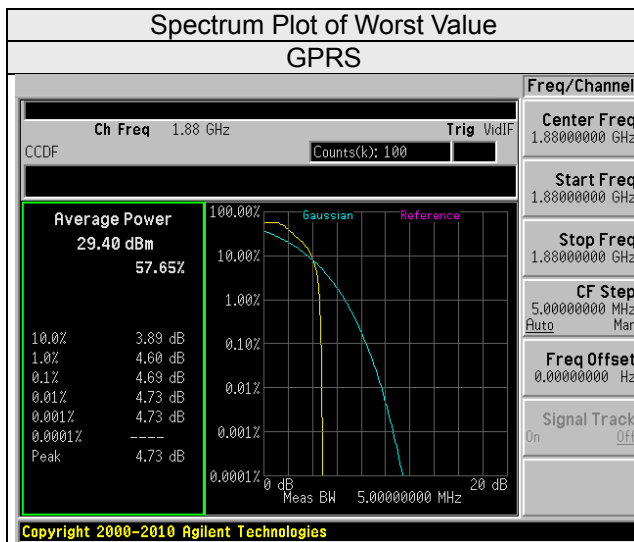 Spectrum Plot of Worst Value
GPRS
Freq/Channel
Ch Freq 1.88 GHz Trig VidIF
CCDF Counts(k): 100
Center Freq
1.88000000 GHz
Start Freq
1.88000000 GHz
Stop Freq
1.88000000 GHz
CF Step
5.00000000 MHz
Auto Man
Freq Offset
0.00000000 Hz
Signal Track
On Off
Average Power
29.40 dBm
57.65%
10.0% 3.89 dB
1.0% 4.60 dB
0.1% 4.69 dB
0.01% 4.73 dB
0.001% 4.73 dB
0.0001% ----
Peak 4.73 dB
Gaussian Reference
100.00%
10.00%
1.00%
0.10%
0.01%
0.001%
0.0001%
0 dB 20 dB
Meas BW 5.00000000 MHz
Copyright 2000-2010 Agilent Technologies